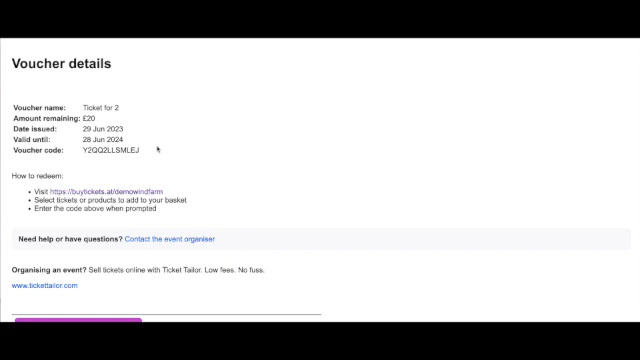 Voucher details
Voucher name: Ticket for 2
Amount remaining: £20
Date issued: 29 Jun 2023
Valid until: 28 Jun 2024
Voucher code: Y2QQ2LLSMLEJ
How to redeem:
• Visit https://buytickets.at/demowindfarm
• Select tickets or products to add to your basket
• Enter the code above when prompted
Need help or have questions? Contact the event organiser
Organising an event? Sell tickets online with Ticket Tailor. Low fees. No fuss.
www.tickettailor.com